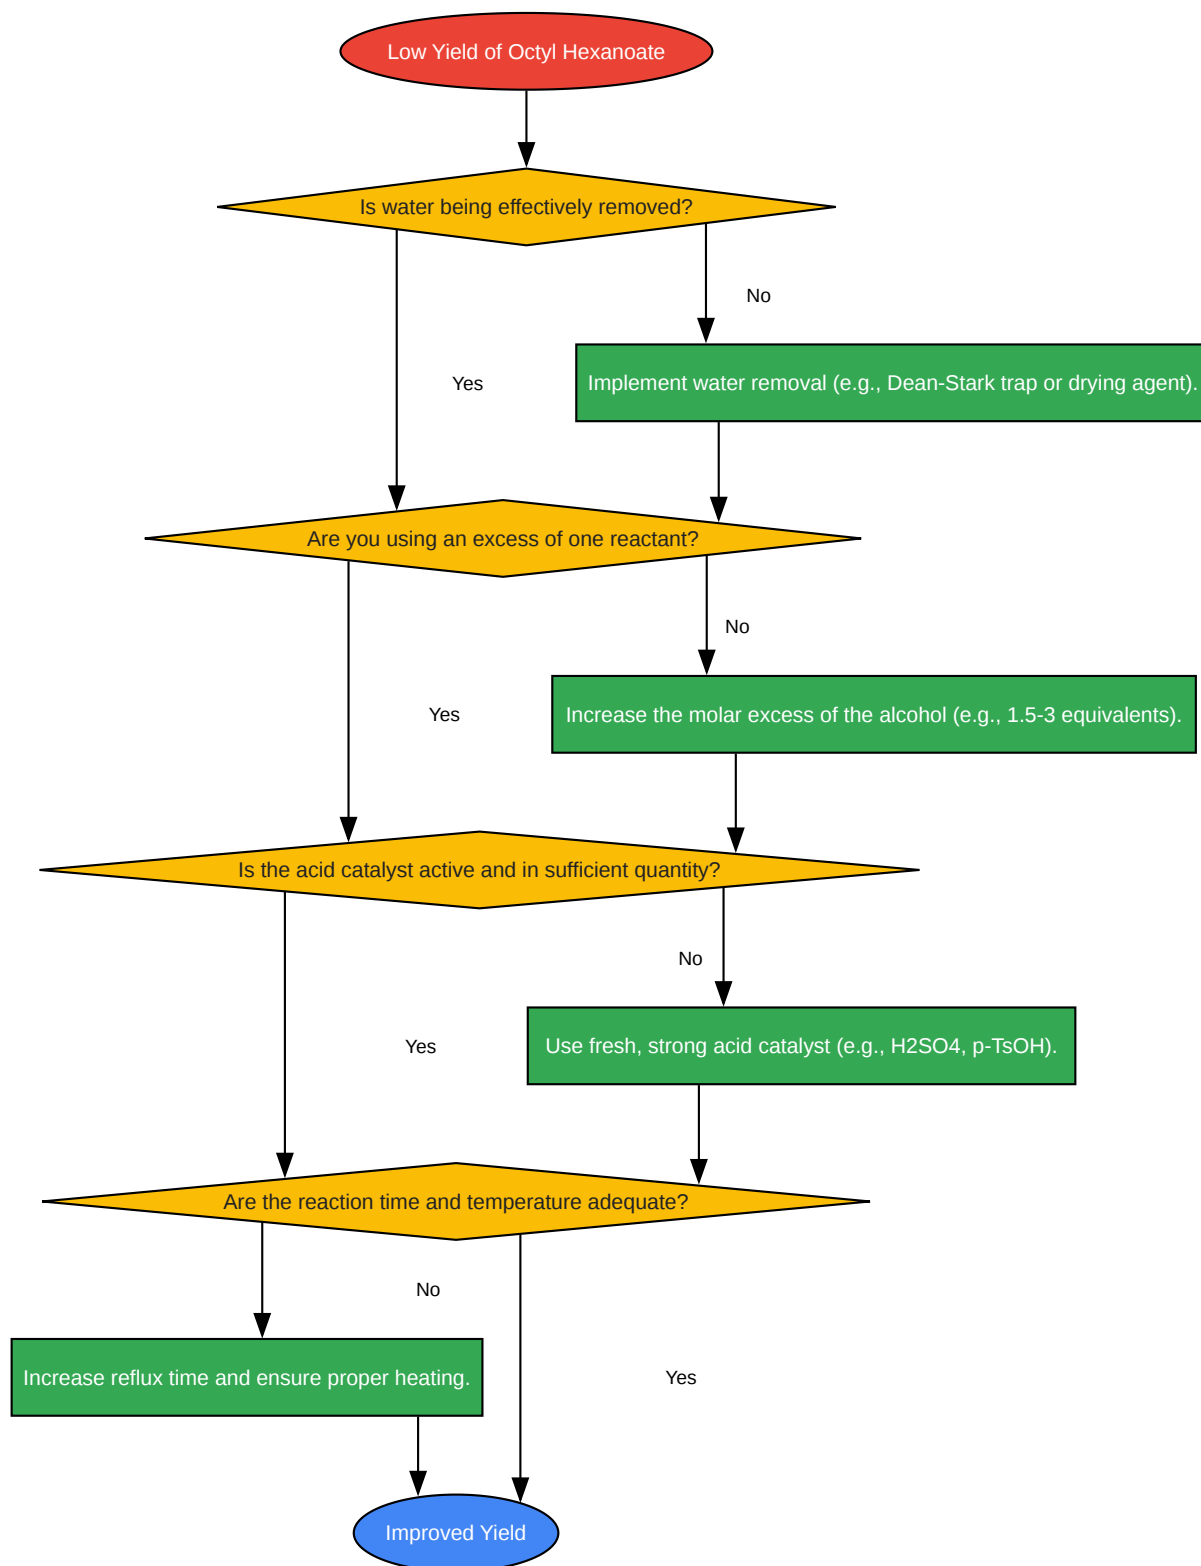 Low Yield of Octyl Hexanoate
Is water being effectively removed?
No
Yes
Implement water removal (e.g., Dean-Stark trap or drying agent).
Are you using an excess of one reactant?
No
Yes
Increase the molar excess of the alcohol (e.g., 1.5-3 equivalents).
Is the acid catalyst active and in sufficient quantity?
No
Yes
Use fresh, strong acid catalyst (e.g., H2SO4, p-TsOH).
Are the reaction time and temperature adequate?
No
Increase reflux time and ensure proper heating.
Yes
Improved Yield